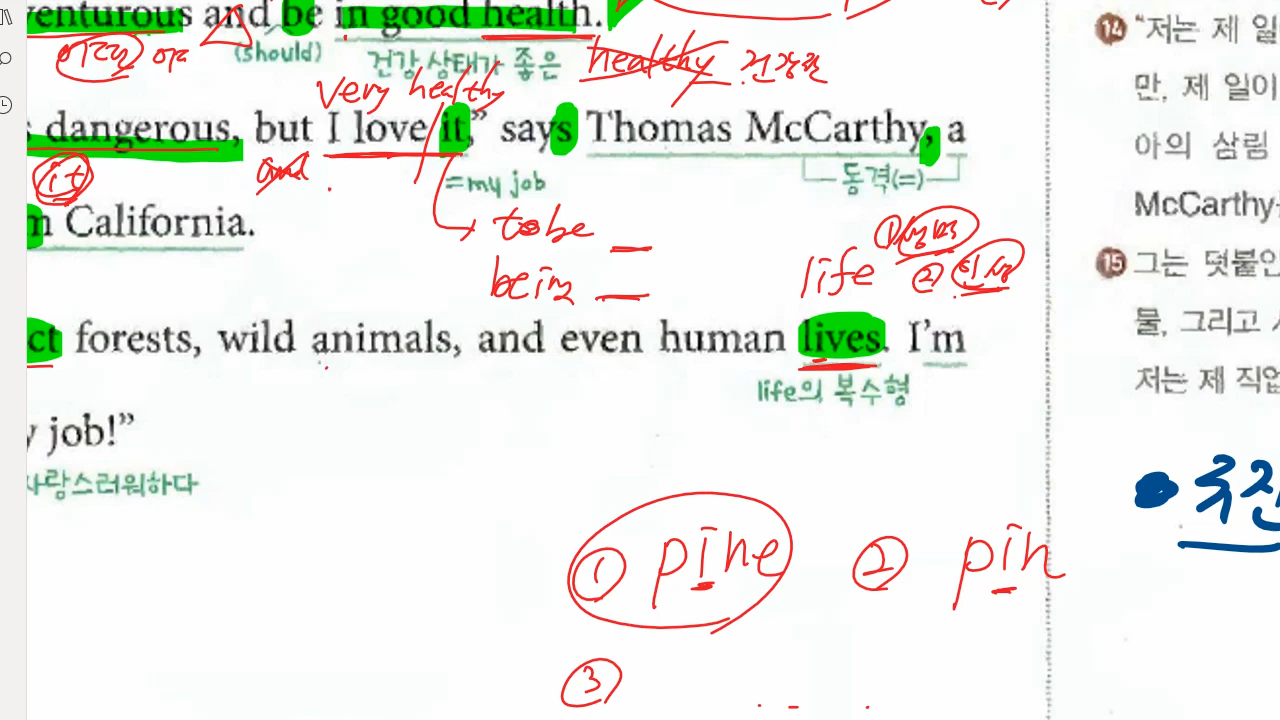 venturous and be in good health.
(should)
건강 상태가 좋은
healthy 건강한
very healthy
s dangerous, but I love it,” says Thomas McCarthy, a
it
and
=my job
동격(=)
m California.
to be
being
life ① ② 인생
ct forests, wild animals, and even human lives. I’m
life의 복수형
y job!”
사랑스러워하다
① pine ② pin
③
14 “저는 제 일
만, 제 일이
아의 삼림
McCarthy
15 그는 덧붙인
물, 그리고
저는 제 직업